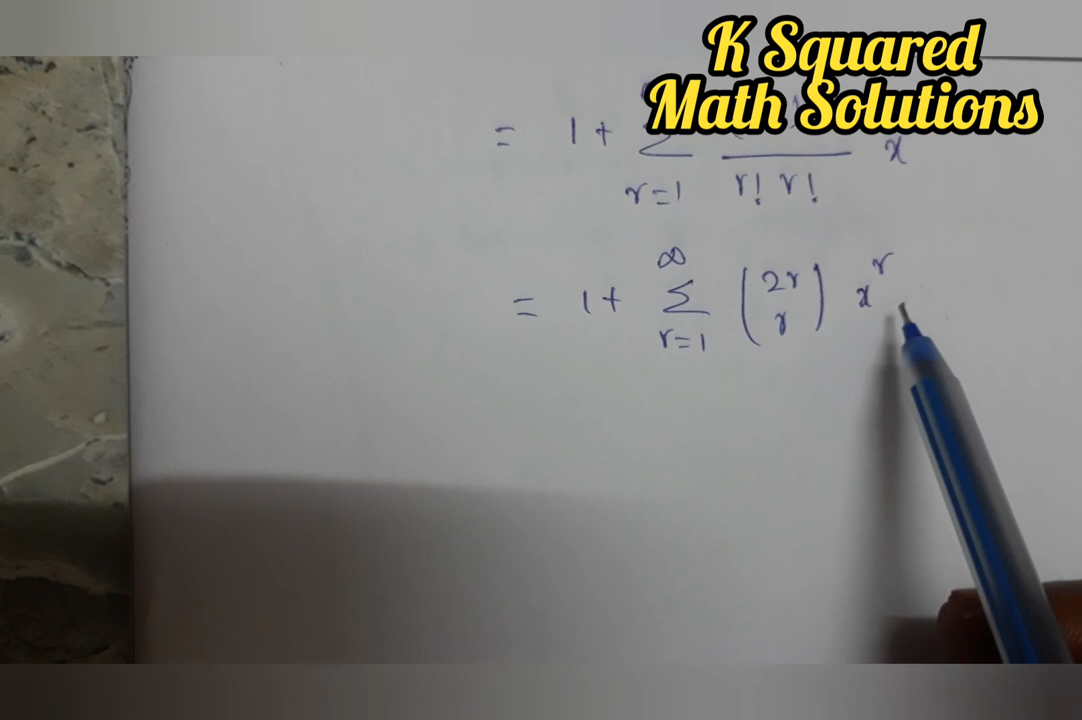 K Squared
Math Solutions
= 1 + Σ x
r=1 r! r!
∞ r
= 1 + Σ (2r r) x
r=1